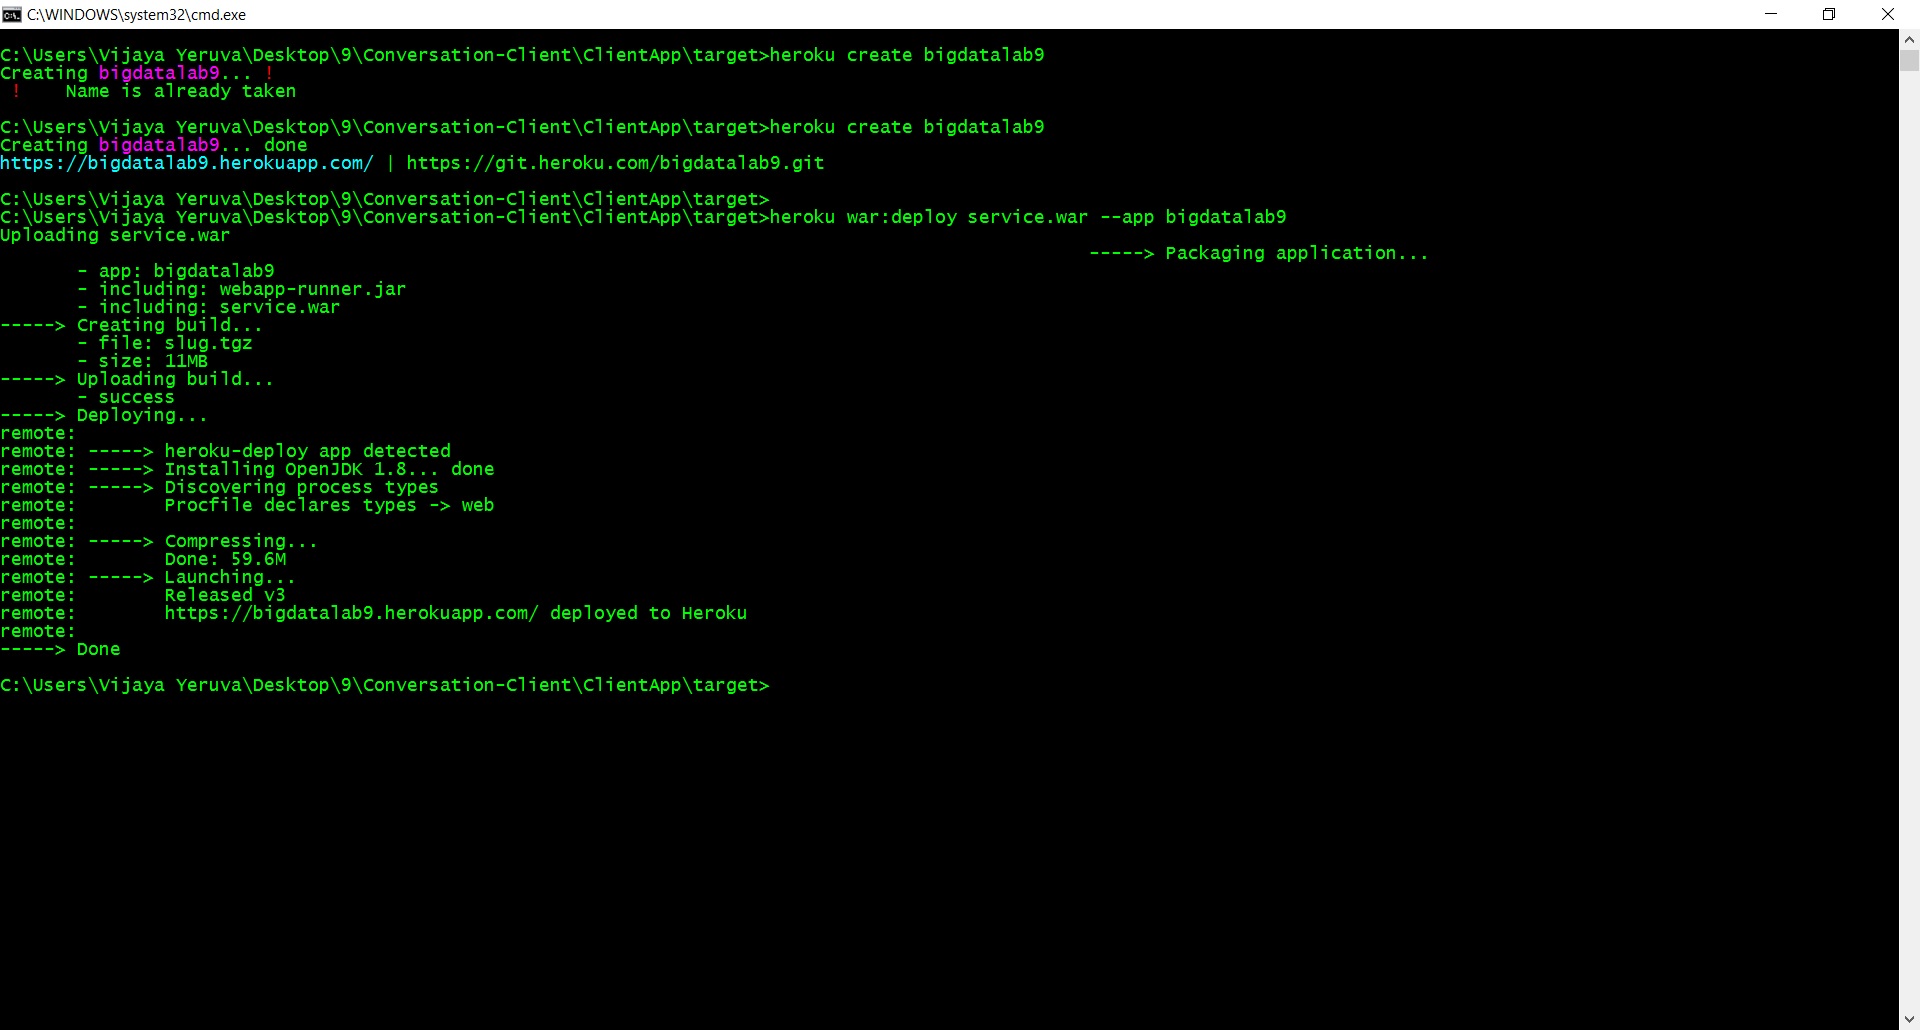 C:\WINDOWS\system32\cmd.exe
C:\Users\Vijaya Yeruva\Desktop\9\Conversation-Client\ClientApp\target>heroku create bigdatalab9
Creating bigdatalab9... !
 !    Name is already taken
C:\Users\Vijaya Yeruva\Desktop\9\Conversation-Client\ClientApp\target>heroku create bigdatalab9
Creating bigdatalab9... done
https://bigdatalab9.herokuapp.com/ | https://git.heroku.com/bigdatalab9.git
C:\Users\Vijaya Yeruva\Desktop\9\Conversation-Client\ClientApp\target>
C:\Users\Vijaya Yeruva\Desktop\9\Conversation-Client\ClientApp\target>heroku war:deploy service.war --app bigdatalab9
Uploading service.war
-----> Packaging application...
       - app: bigdatalab9
       - including: webapp-runner.jar
       - including: service.war
-----> Creating build...
       - file: slug.tgz
       - size: 11MB
-----> Uploading build...
       - success
-----> Deploying...
remote:
remote: -----> heroku-deploy app detected
remote: -----> Installing OpenJDK 1.8... done
remote: -----> Discovering process types
remote:        Procfile declares types -> web
remote:
remote: -----> Compressing...
remote:        Done: 59.6M
remote: -----> Launching...
remote:        Released v3
remote:        https://bigdatalab9.herokuapp.com/ deployed to Heroku
remote:
-----> Done
C:\Users\Vijaya Yeruva\Desktop\9\Conversation-Client\ClientApp\target>